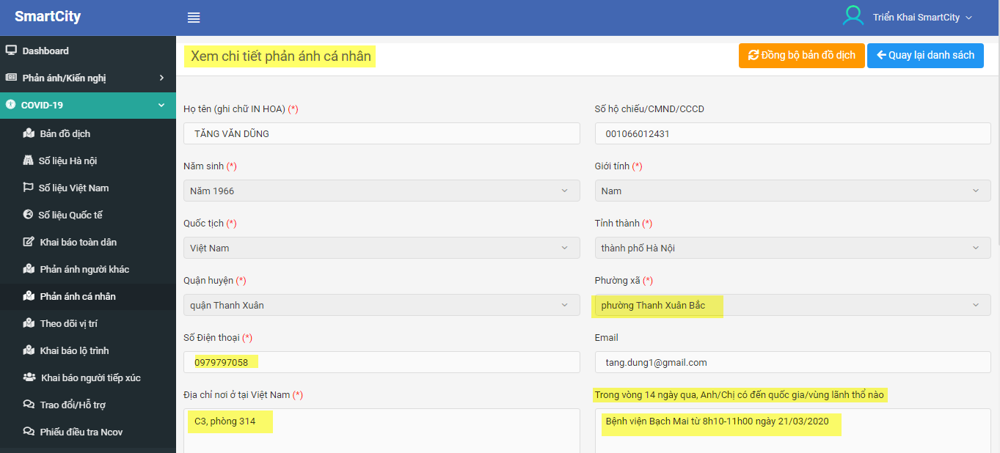 SmartCity
Triển Khai SmartCity
Dashboard
Phản ánh/Kiến nghị
COVID-19
Bản đồ dịch
Số liệu Hà nội
Số liệu Việt Nam
Số liệu Quốc tế
Khai báo toàn dân
Phản ánh người khác
Phản ánh cá nhân
Theo dõi vị trí
Khai báo lộ trình
Khai báo người tiếp xúc
Trao đổi/Hỗ trợ
Phiếu điều tra Ncov
Xem chi tiết phản ánh cá nhân
Đồng bộ bản đồ dịch
Quay lại danh sách
Họ tên (ghi chữ IN HOA) (*)
TĂNG VĂN DŨNG
Số hộ chiếu/CMND/CCCD
001066012431
Năm sinh (*)
Năm 1966
Giới tính (*)
Nam
Quốc tịch (*)
Việt Nam
Tỉnh thành (*)
thành phố Hà Nội
Quận huyện (*)
quận Thanh Xuân
Phường xã (*)
phường Thanh Xuân Bắc
Số Điện thoại (*)
0979797058
Email
tang.dung1@gmail.com
Địa chỉ nơi ở tại Việt Nam (*)
C3, phòng 314
Trong vòng 14 ngày qua, Anh/Chị có đến quốc gia/vùng lãnh thổ nào
Bệnh viện Bạch Mai từ 8h10-11h00 ngày 21/03/2020